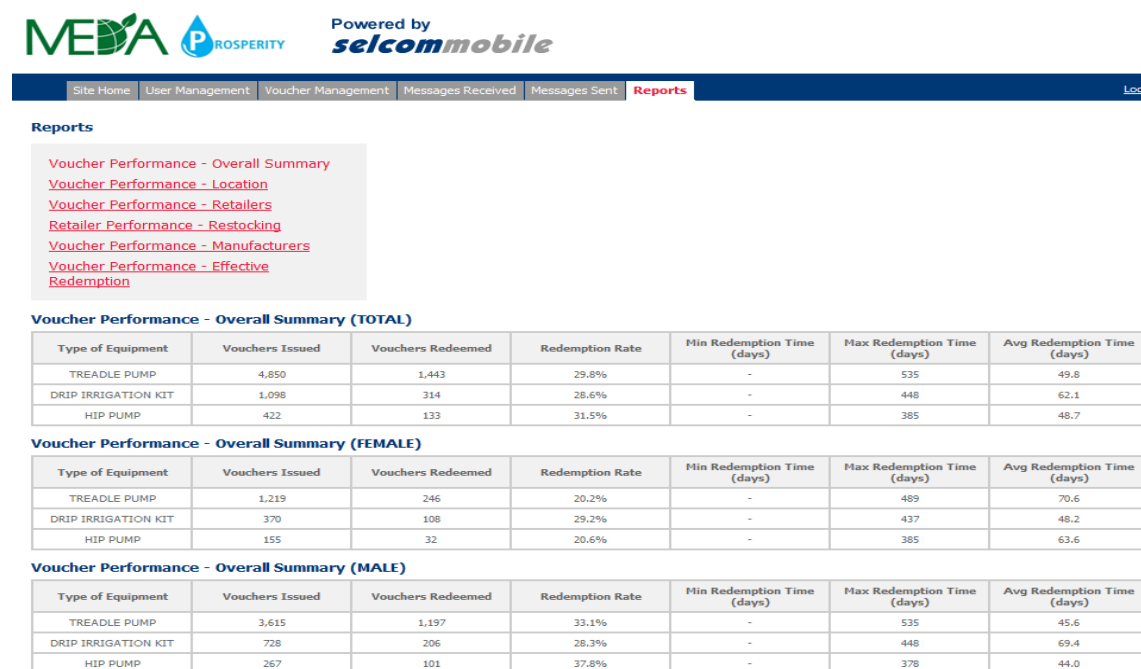 MEDA PROSPERITY
Powered by
selcommobile
Site Home User Management Voucher Management Messages Received Messages Sent Reports
Reports
Voucher Performance - Overall Summary
Voucher Performance - Location
Voucher Performance - Retailers
Retailer Performance - Restocking
Voucher Performance - Manufacturers
Voucher Performance - Effective
Redemption
Voucher Performance - Overall Summary (TOTAL)
Type of Equipment Vouchers Issued Vouchers Redeemed Redemption Rate Min Redemption Time (days) Max Redemption Time (days) Avg Redemption Time (days)
TREADLE PUMP 4,850 1,443 29.8% - 535 49.8
DRIP IRRIGATION KIT 1,098 314 28.6% - 448 62.1
HIP PUMP 422 133 31.5% - 385 48.7
Voucher Performance - Overall Summary (FEMALE)
Type of Equipment Vouchers Issued Vouchers Redeemed Redemption Rate Min Redemption Time (days) Max Redemption Time (days) Avg Redemption Time (days)
TREADLE PUMP 1,219 246 20.2% - 489 70.6
DRIP IRRIGATION KIT 370 108 29.2% - 437 48.2
HIP PUMP 155 32 20.6% - 385 63.6
Voucher Performance - Overall Summary (MALE)
Type of Equipment Vouchers Issued Vouchers Redeemed Redemption Rate Min Redemption Time (days) Max Redemption Time (days) Avg Redemption Time (days)
TREADLE PUMP 3,615 1,197 33.1% - 535 45.6
DRIP IRRIGATION KIT 728 206 28.3% - 448 69.4
HIP PUMP 267 101 37.8% - 378 44.0